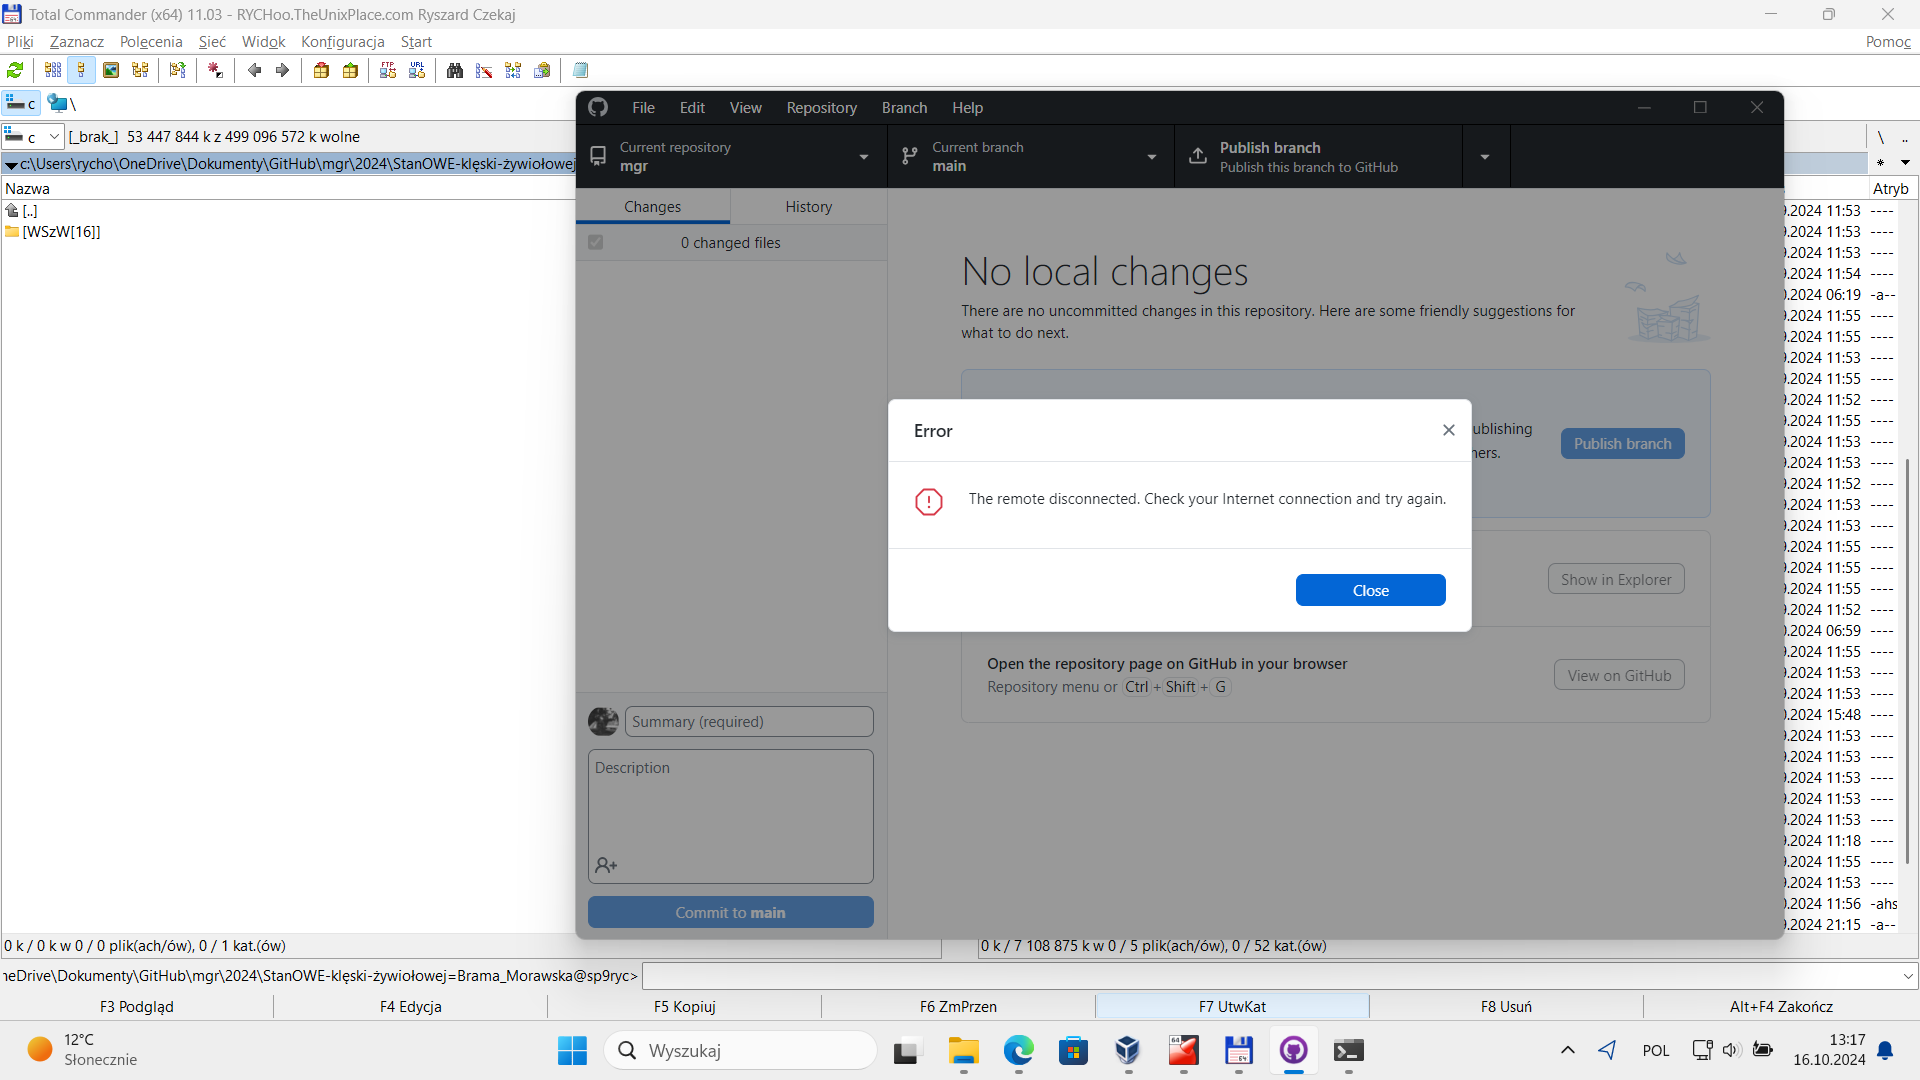 Total Commander (x64) 11.03 - RYCHoo.TheUnixPlace.com Ryszard Czekaj
Pliki Zaznacz Polecenia Sieć Widok Konfiguracja Start Pomoc
FTP URL
c \
c [_brak_] 53 447 844 k z 499 096 572 k wolne \ ..
c:\Users\rycho\OneDrive\Dokumenty\GitHub\mgr\2024\StanOWE-klęski-żywiołowe *
Nazwa
[..]
[WSzW[16]]
File Edit View Repository Branch Help
Current repository
mgr
Current branch
main
Publish branch
Publish this branch to GitHub
Changes History
0 changed files
No local changes
There are no uncommitted changes in this repository. Here are some friendly suggestions for
what to do next.
ublishing
ners.
Publish branch
Error
The remote disconnected. Check your Internet connection and try again.
Close
Show in Explorer
Open the repository page on GitHub in your browser
Repository menu or Ctrl + Shift + G
View on GitHub
Summary (required)
Description
Commit to main
Atryb
.2024 11:53 ----
.2024 11:53 ----
.2024 11:53 ----
.2024 11:54 ----
.2024 06:19 -a--
.2024 11:55 ----
.2024 11:55 ----
.2024 11:53 ----
.2024 11:55 ----
.2024 11:52 ----
.2024 11:55 ----
.2024 11:53 ----
.2024 11:53 ----
.2024 11:52 ----
.2024 11:53 ----
.2024 11:53 ----
.2024 11:55 ----
.2024 11:55 ----
.2024 11:55 ----
.2024 11:52 ----
.2024 06:59 ----
.2024 11:55 ----
.2024 11:53 ----
.2024 11:53 ----
.2024 15:48 ----
.2024 11:53 ----
.2024 11:53 ----
.2024 11:53 ----
.2024 11:53 ----
.2024 11:53 ----
.2024 11:18 ----
.2024 11:55 ----
.2024 11:53 ----
.2024 11:56 -ahs
.2024 21:15 -a--
0 k / 0 k w 0 / 0 plik(ach/ów), 0 / 1 kat.(ów)
0 k / 7 108 875 k w 0 / 5 plik(ach/ów), 0 / 52 kat.(ów)
neDrive\Dokumenty\GitHub\mgr\2024\StanOWE-klęski-żywiołowej=Brama_Morawska@sp9ryc>
F3 Podgląd F4 Edycja F5 Kopiuj F6 ZmPrzen F7 UtwKat F8 Usuń Alt+F4 Zakończ
12°C
Słonecznie
Wyszukaj
64
POL
13:17
16.10.2024